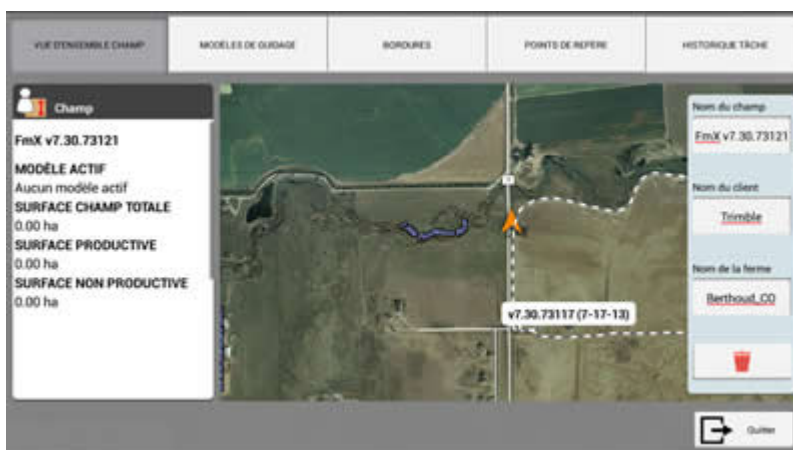 VUE D'ENSEMBLE CHAMP
MODÈLES DE GUIDAGE
BORDURES
POINTS DE REPÈRE
HISTORIQUE TÂCHE
Champ
FmX v7.30.73121
MODÈLE ACTIF
Aucun modèle actif
SURFACE CHAMP TOTALE
0.00 ha
SURFACE PRODUCTIVE
0.00 ha
SURFACE NON PRODUCTIVE
0.00 ha
v7.30.73117 (7-17-13)
Nom du champ
FmX v7.30.73121
Nom du client
Trimble
Nom de la ferme
Berthoud_CO
Quitter